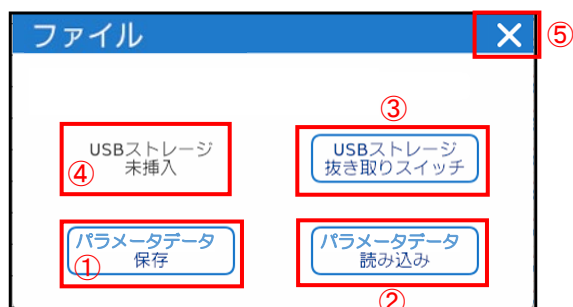 ファイル
×
⑤
③
USBストレージ
未挿入
④
USBストレージ
抜き取りスイッチ
パラメータデータ
保存
①
パラメータデータ
読み込み
②